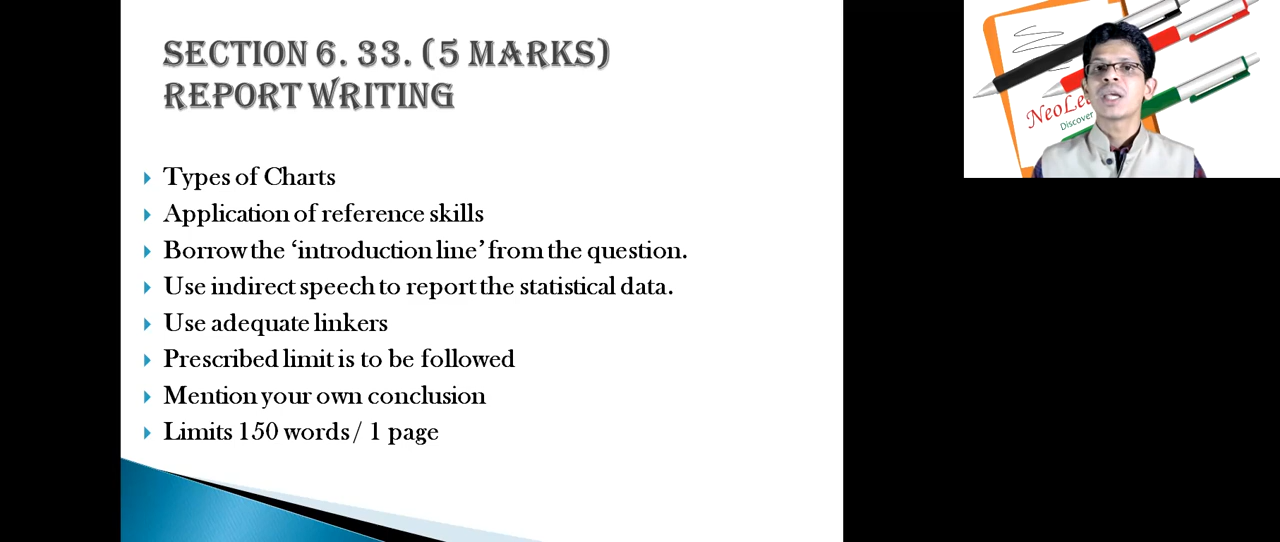 SECTION 6. 33. (5 MARKS)
REPORT WRITING
Types of Charts
Application of reference skills
Borrow the ‘introduction line’ from the question.
Use indirect speech to report the statistical data.
Use adequate linkers
Prescribed limit is to be followed
Mention your own conclusion
Limits 150 words / 1 page
Discover